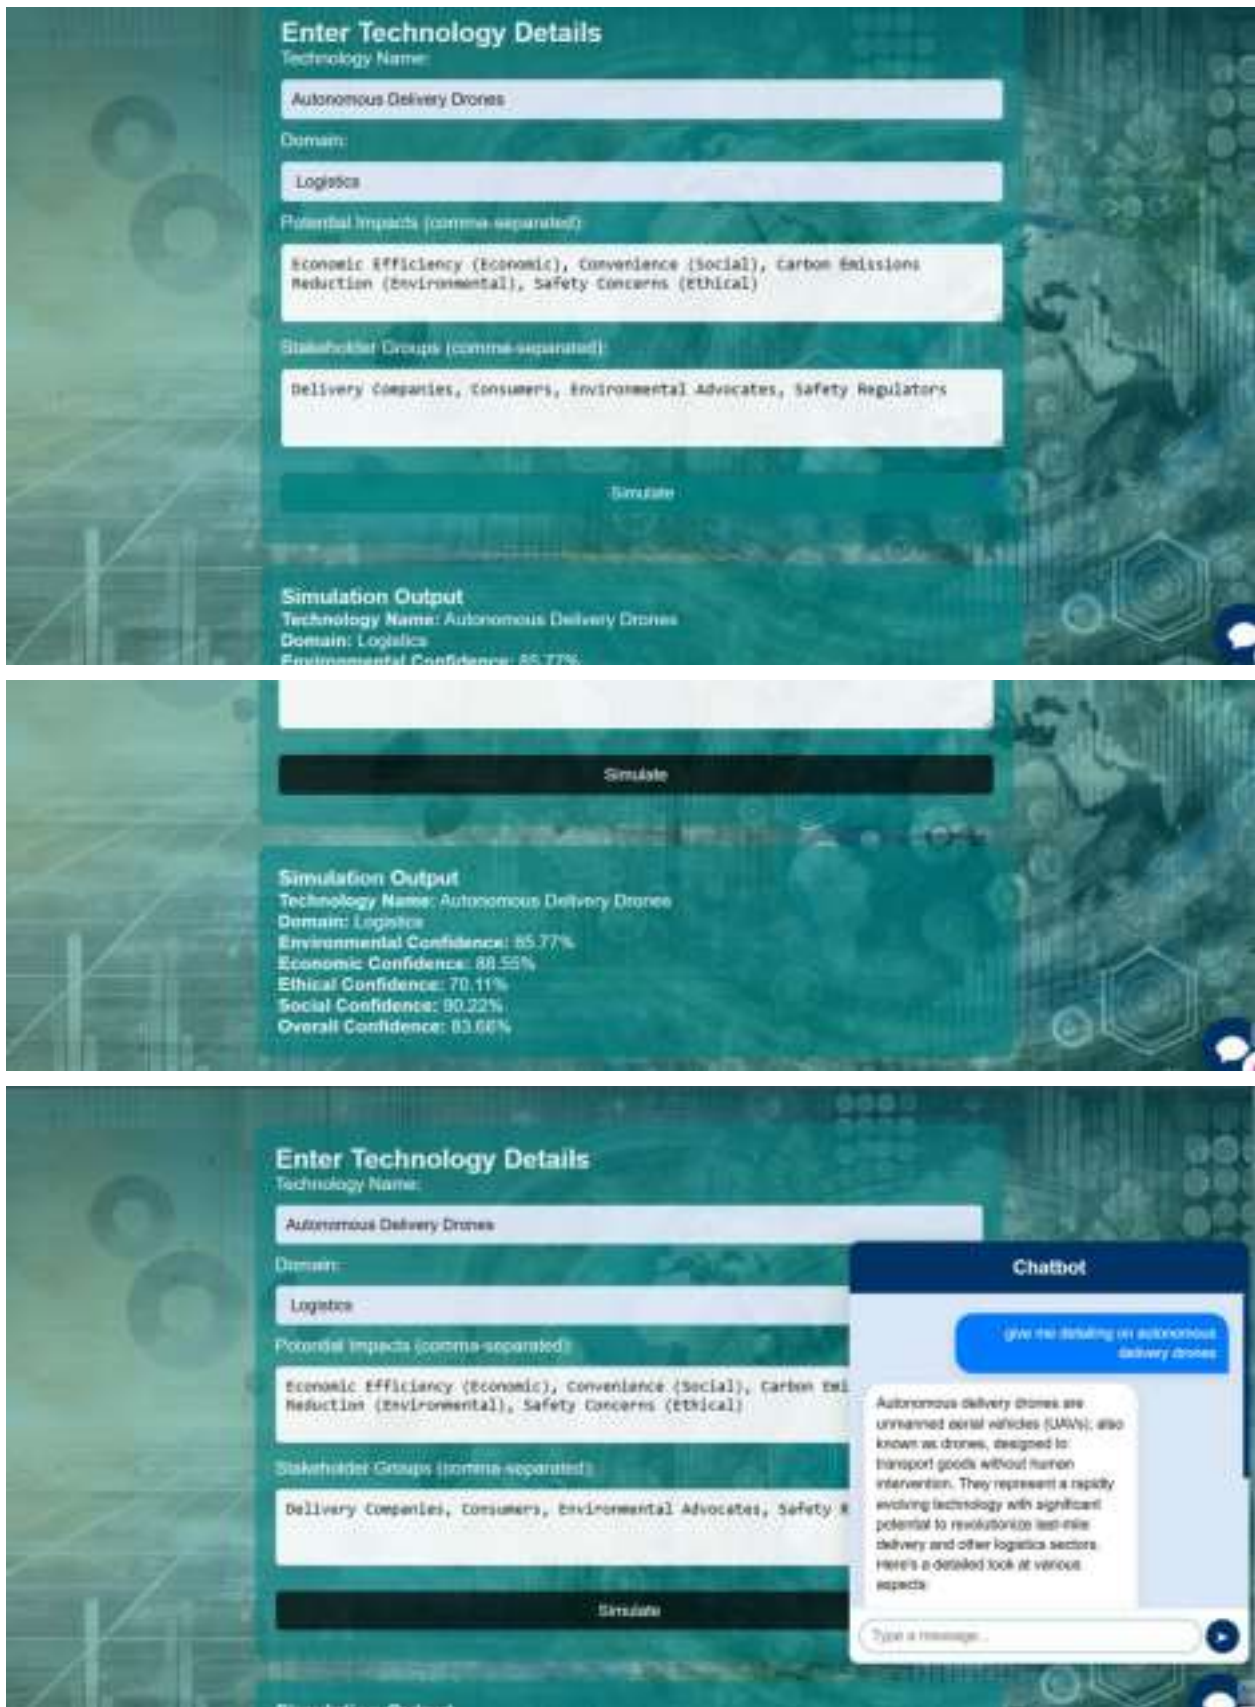 Enter Technology Details
Technology Name:
Autonomous Delivery Drones
Domain:
Logistics
Potential Impacts (comma-separated):
Economic Efficiency (Economic), Convenience (Social), Carbon Emissions
Reduction (Environmental), Safety Concerns (Ethical)
Stakeholder Groups (comma-separated):
Delivery Companies, Consumers, Environmental Advocates, Safety Regulators
Simulate
Simulation Output
Technology Name: Autonomous Delivery Drones
Domain: Logistics
Environmental Confidence: 85.77%
Simulate
Simulation Output
Technology Name: Autonomous Delivery Drones
Domain: Logistics
Environmental Confidence: 85.77%
Economic Confidence: 88.55%
Ethical Confidence: 70.11%
Social Confidence: 90.22%
Overall Confidence: 83.66%
Enter Technology Details
Technology Name:
Autonomous Delivery Drones
Domain:
Logistics
Potential Impacts (comma-separated):
Economic Efficiency (Economic), Convenience (Social), Carbon Emi
Reduction (Environmental), Safety Concerns (Ethical)
Stakeholder Groups (comma-separated):
Delivery Companies, Consumers, Environmental Advocates, Safety R
Simulate
Chatbot
give me detailing on autonomous
delivery drones
Autonomous delivery drones are
unmanned aerial vehicles (UAVs), also
known as drones, designed to
transport goods without human
intervention. They represent a rapidly
evolving technology with significant
potential to revolutionize last-mile
delivery and other logistics sectors.
Here's a detailed look at various
aspects:
Type a message...